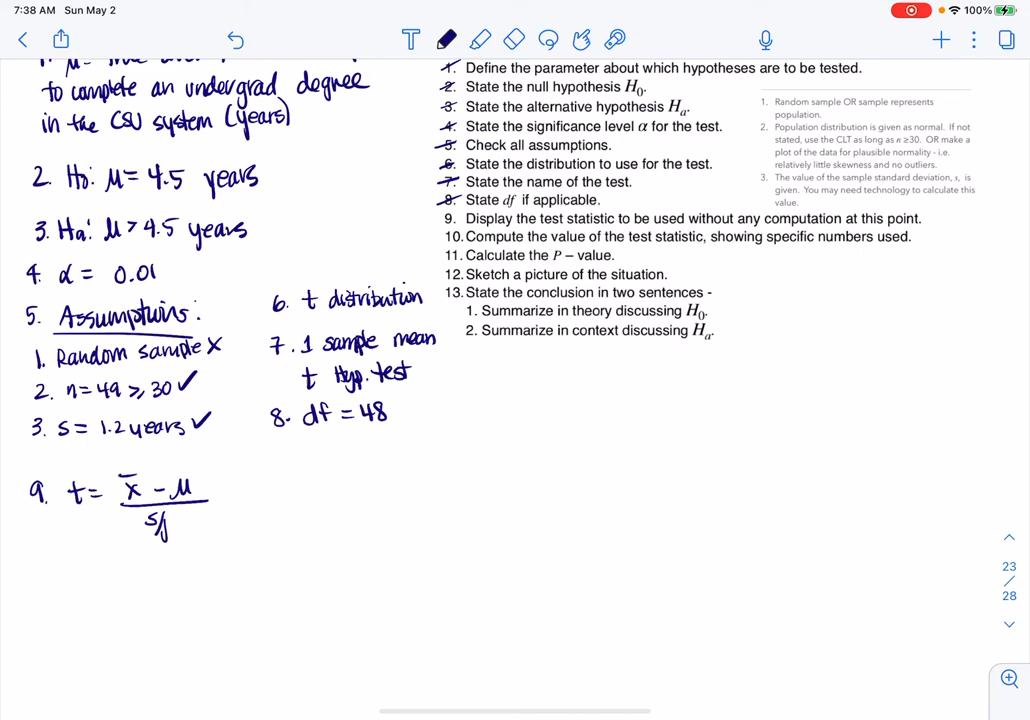 7:38 AM Sun May 2
100%
to complete an undergrad degree
in the CSU system (years)
2. Ho: μ = 4.5 years
3. Ha: μ > 4.5 years
4. α = 0.01
5. Assumptions:
1. Random sample X
2. n = 49 ≥ 30 ✓
3. s = 1.2 years ✓
6. t distribution
7. 1 sample mean
t Hyp. test
8. df = 48
9. t = x̄ - μ
s/√
1. Define the parameter about which hypotheses are to be tested.
2. State the null hypothesis H₀.
3. State the alternative hypothesis Hₐ.
4. State the significance level α for the test.
5. Check all assumptions.
6. State the distribution to use for the test.
7. State the name of the test.
8. State df if applicable.
9. Display the test statistic to be used without any computation at this point.
10. Compute the value of the test statistic, showing specific numbers used.
11. Calculate the P – value.
12. Sketch a picture of the situation.
13. State the conclusion in two sentences -
1. Summarize in theory discussing H₀.
2. Summarize in context discussing Hₐ.
1. Random sample OR sample represents
population.
2. Population distribution is given as normal. If not
stated, use the CLT as long as n ≥30. OR make a
plot of the data for plausible normality - i.e.
relatively little skewness and no outliers.
3. The value of the sample standard deviation, s, is
given. You may need technology to calculate this
value.
23
/
28